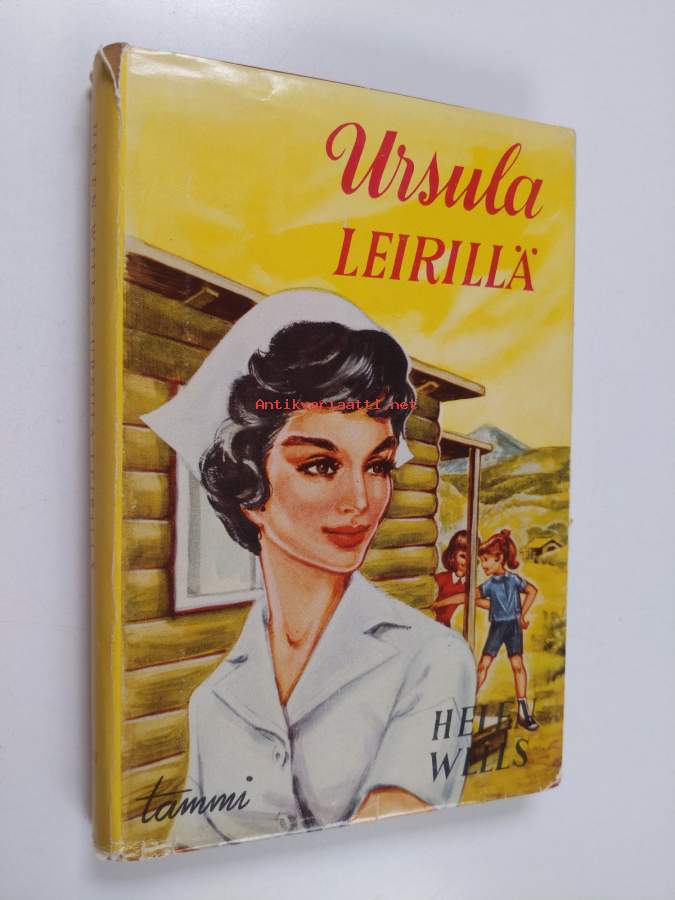 Ursula
LEIRILLÄ
Antikvariaatti.net
HELEN
WELLS
tammi